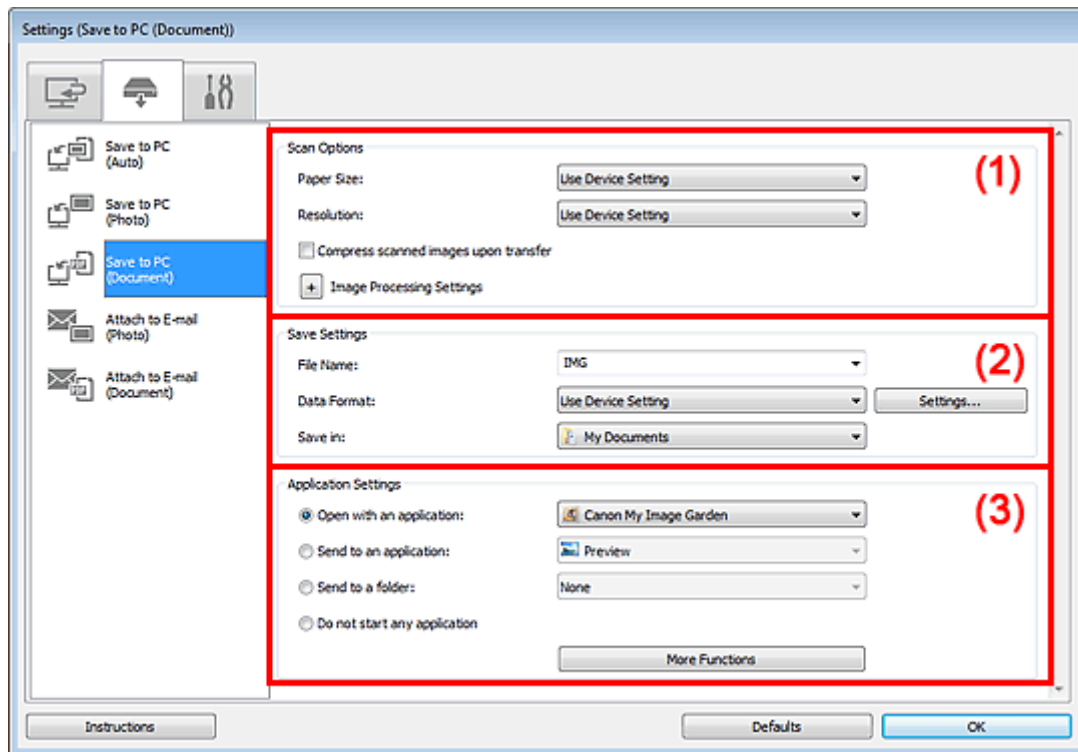 Settings (Save to PC (Document))
Save to PC
(Auto)
Save to PC
(Photo)
Save to PC
(Document)
Attach to E-mail
(Photo)
Attach to E-mail
(Document)
Scan Options
(1)
Paper Size:
Use Device Setting
Resolution:
Use Device Setting
Compress scanned images upon transfer
+ Image Processing Settings
Save Settings
(2)
File Name:
IMG
Data Format:
Use Device Setting
Settings...
Save in:
My Documents
Application Settings
(3)
Open with an application:
Canon My Image Garden
Send to an application:
Preview
Send to a folder:
None
Do not start any application
More Functions
Instructions
Defaults
OK